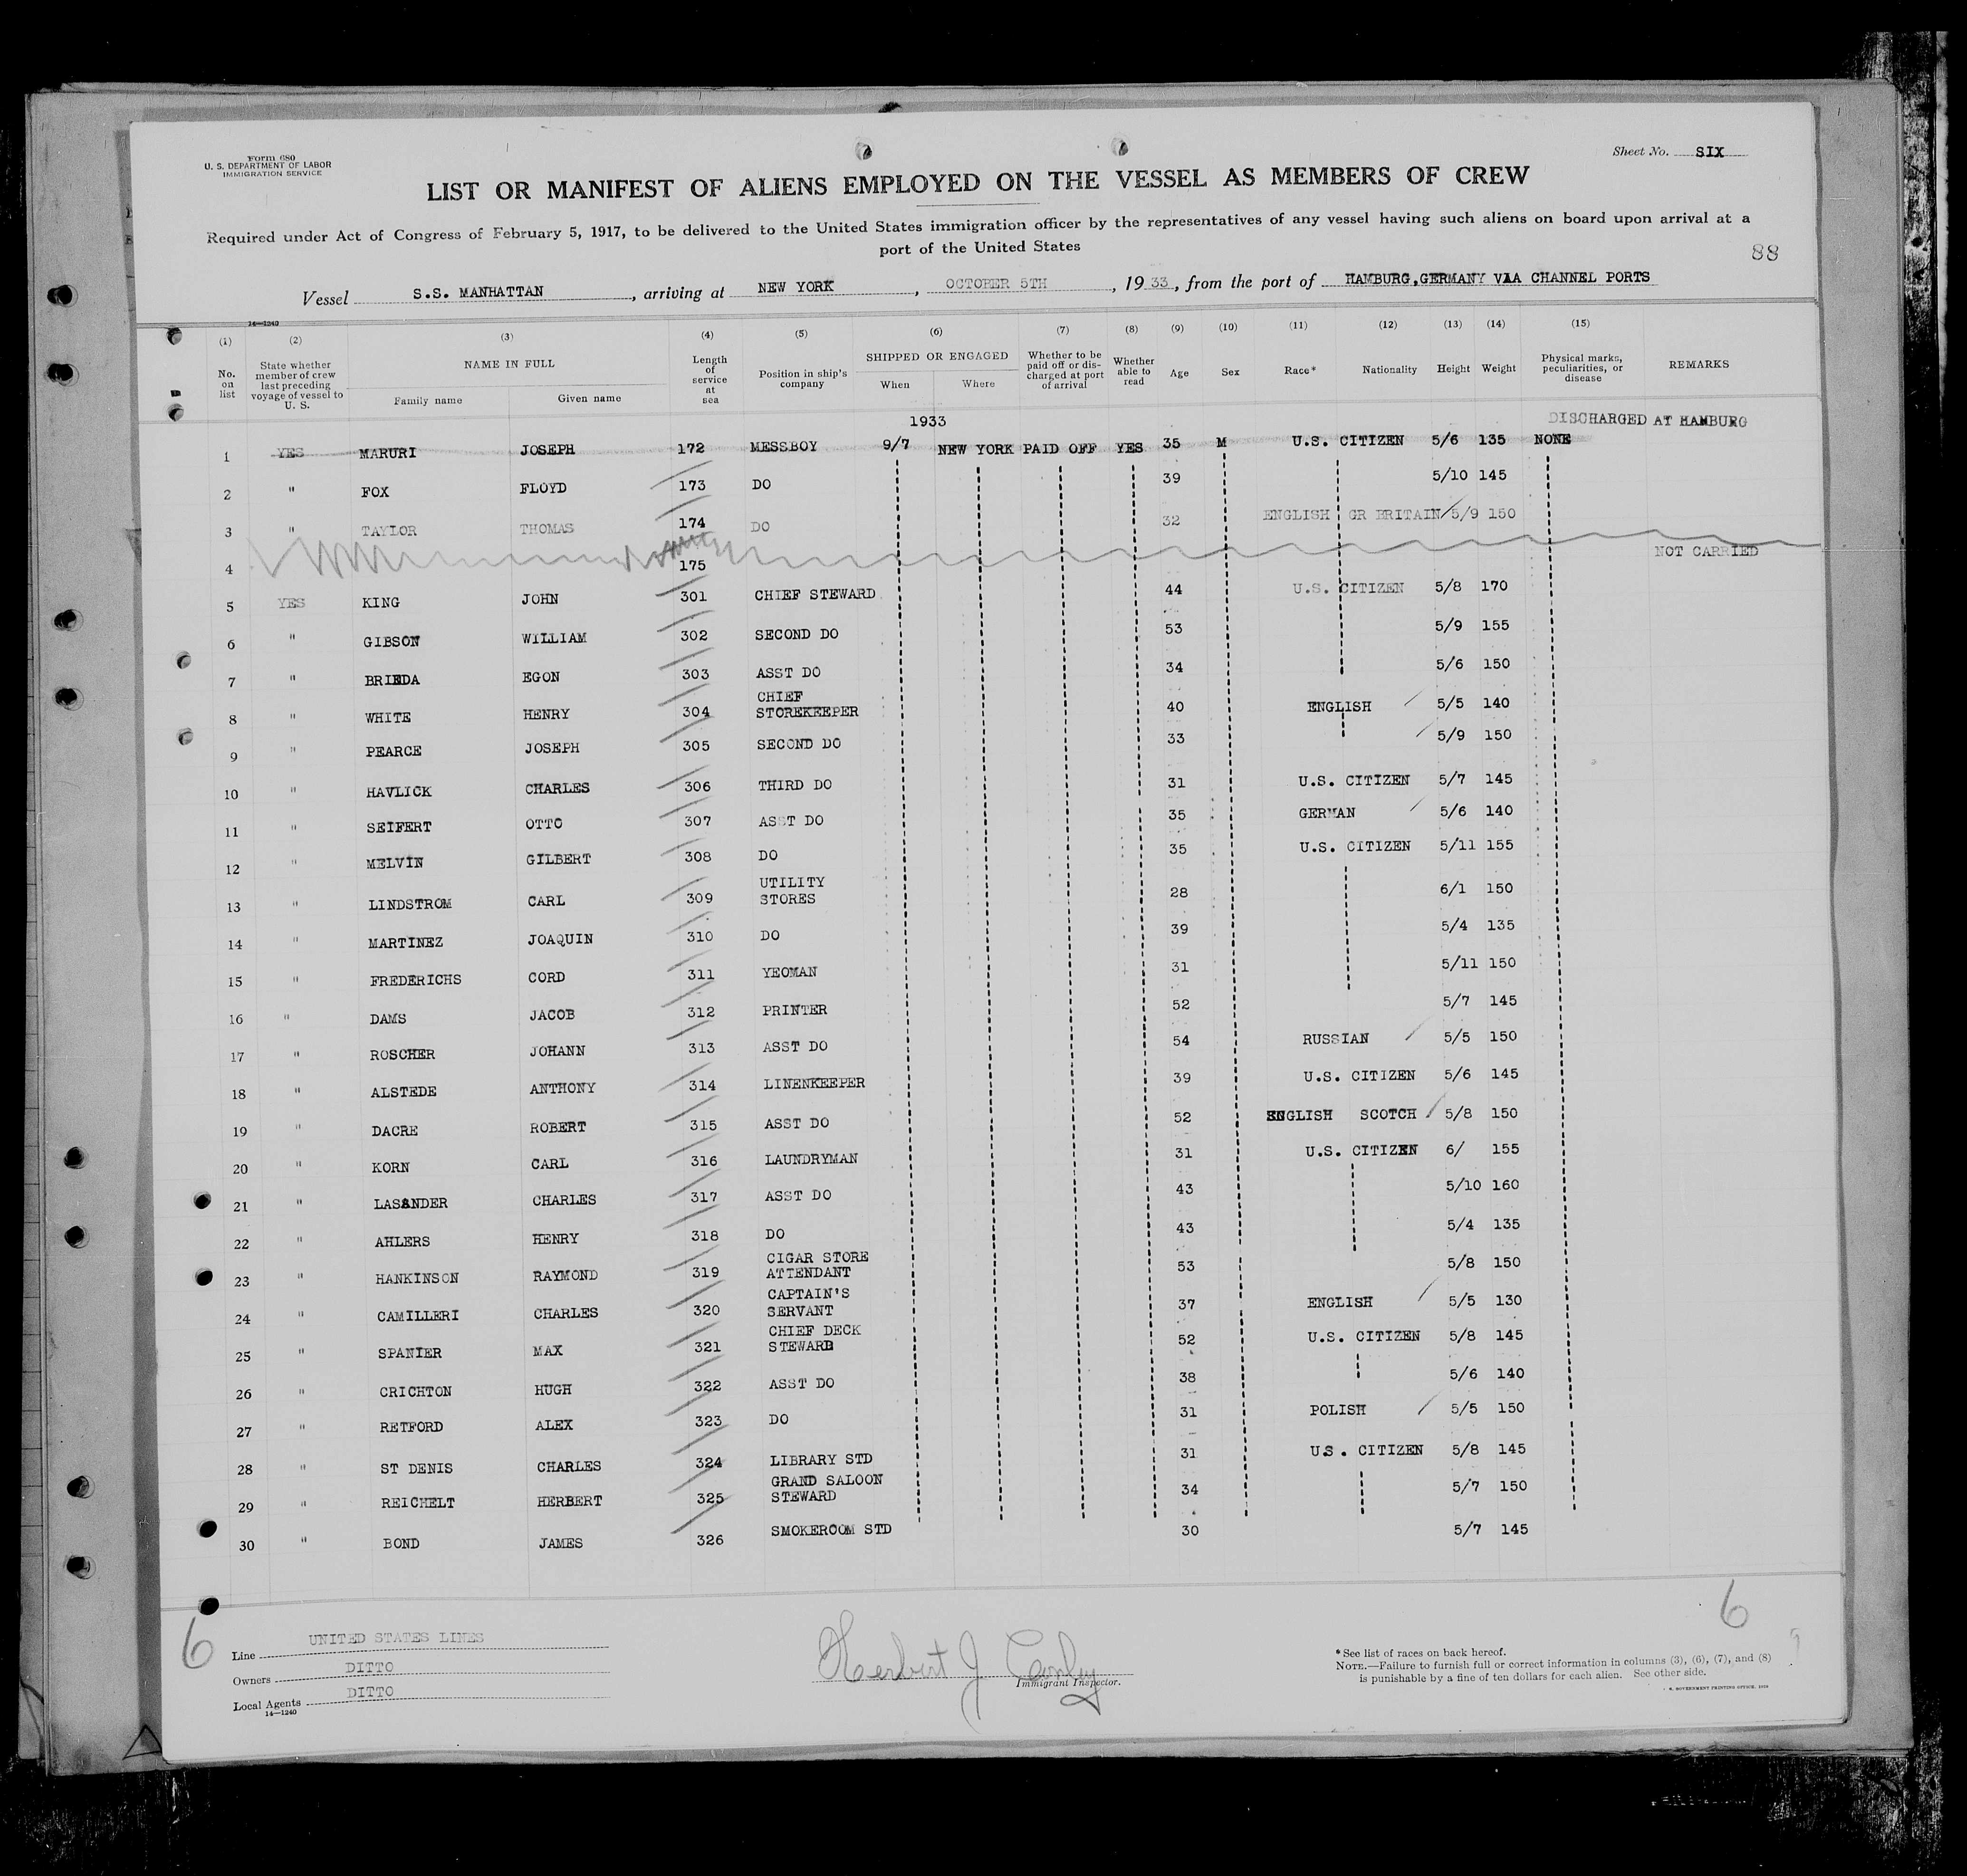 Form 680
U. S. DEPARTMENT OF LABOR
IMMIGRATION SERVICE
Sheet No. SIX
LIST OR MANIFEST OF ALIENS EMPLOYED ON THE VESSEL AS MEMBERS OF CREW
Required under Act of Congress of February 5, 1917, to be delivered to the United States immigration officer by the representatives of any vessel having such aliens on board upon arrival at a
port of the United States
88
Vessel S.S. MANHATTAN, arriving at NEW YORK, OCTOBER 5TH, 1933, from the port of HAMBURG,GERMANY VIA CHANNEL PORTS
14—1240
(1) (2) (3) (4) (5) (6) (7) (8) (9) (10) (11) (12) (13) (14) (15)
No. on list State whether member of crew last preceding voyage of vessel to U. S. NAME IN FULL Length of service at sea Position in ship's company SHIPPED OR ENGAGED Whether to be paid off or discharged at port of arrival Whether able to read Age Sex Race* Nationality Height Weight Physical marks, peculiarities, or disease REMARKS
Family name Given name When Where
1933 DISCHARGED AT HAMBURG
1 YES MARURI JOSEPH 172 MESSBOY 9/7 NEW YORK PAID OFF YES 35 M U.S. CITIZEN 5/6 135 NONE
2 " FOX FLOYD 173 DO 39 5/10 145
3 " TAYLOR THOMAS 174 DO 32 ENGLISH GR BRITAIN 5/9 150
4 175 NOT CARRIED
5 YES KING JOHN 301 CHIEF STEWARD 44 U.S. CITIZEN 5/8 170
6 " GIBSON WILLIAM 302 SECOND DO 53 5/9 155
7 " BRIEDA EGON 303 ASST DO 34 5/6 150
8 " WHITE HENRY 304 CHIEF STOREKEEPER 40 ENGLISH 5/5 140
9 " PEARCE JOSEPH 305 SECOND DO 33 5/9 150
10 " HAVLICK CHARLES 306 THIRD DO 31 U.S. CITIZEN 5/7 145
11 " SEIFERT OTTO 307 ASST DO 35 GERMAN 5/6 140
12 " MELVIN GILBERT 308 DO 35 U.S. CITIZEN 5/11 155
13 " LINDSTROM CARL 309 UTILITY STORES 28 6/1 150
14 " MARTINEZ JOAQUIN 310 DO 39 5/4 135
15 " FREDERICHS CORD 311 YEOMAN 31 5/11 150
16 " DAMS JACOB 312 PRINTER 52 5/7 145
17 " ROSCHER JOHANN 313 ASST DO 54 RUSSIAN 5/5 150
18 " ALSTEDE ANTHONY 314 LINENKEEPER 39 U.S. CITIZEN 5/6 145
19 " DACRE ROBERT 315 ASST DO 52 ENGLISH SCOTCH 5/8 150
20 " KORN CARL 316 LAUNDRYMAN 31 U.S. CITIZEN 6/ 155
21 " LASANDER CHARLES 317 ASST DO 43 5/10 160
22 " AHLERS HENRY 318 DO 43 5/4 135
23 " HANKINSON RAYMOND 319 CIGAR STORE ATTENDANT 53 5/8 150
24 " CAMILLERI CHARLES 320 CAPTAIN'S SERVANT 37 ENGLISH 5/5 130
25 " SPANIER MAX 321 CHIEF DECK STEWARD 52 U.S. CITIZEN 5/8 145
26 " CRICHTON HUGH 322 ASST DO 38 5/6 140
27 " RETFORD ALEX 323 DO 31 POLISH 5/5 150
28 " ST DENIS CHARLES 324 LIBRARY STD 31 U.S. CITIZEN 5/8 145
29 " REICHELT HERBERT 325 GRAND SALOON STEWARD 34 5/7 150
30 " BOND JAMES 326 SMOKEROOM STD 30 5/7 145
6 6
Line UNITED STATES LINES
Owners DITTO
Local Agents DITTO
14—1240
Herbert J Conley
Immigrant Inspector.
* See list of races on back hereof.
NOTE.—Failure to furnish full or correct information in columns (3), (6), (7), and (8)
is punishable by a fine of ten dollars for each alien. See other side.